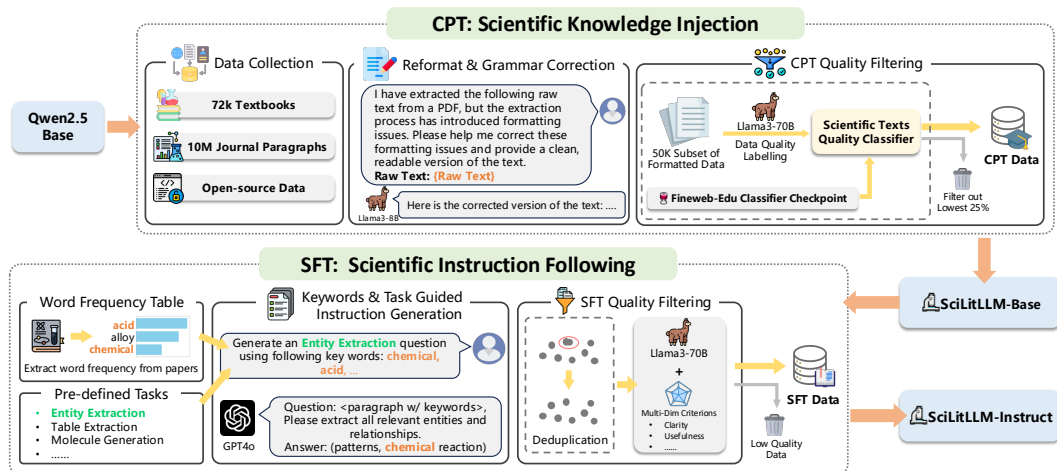 CPT: Scientific Knowledge Injection
Qwen2.5
Base
Data Collection
72k Textbooks
10M Journal Paragraphs
Open-source Data
Reformat & Grammar Correction
I have extracted the following raw
text from a PDF, but the extraction
process has introduced formatting
issues. Please help me correct these
formatting issues and provide a clean,
readable version of the text.
Raw Text: {Raw Text}
Llama3-8B
Here is the corrected version of the text: ....
CPT Quality Filtering
50K Subset of
Formatted Data
Llama3-70B
Data Quality
Labelling
Scientific Texts
Quality Classifier
Fineweb-Edu Classifier Checkpoint
CPT Data
Filter out
Lowest 25%
SciLitLLM-Base
SFT: Scientific Instruction Following
Word Frequency Table
acid
alloy
chemical
Extract word frequency from papers
Pre-defined Tasks
• Entity Extraction
• Table Extraction
• Molecule Generation
• ......
Keywords & Task Guided
Instruction Generation
Generate an Entity Extraction question
using following key words: chemical,
acid, ...
GPT4o
Question: <paragraph w/ keywords>,
Please extract all relevant entities and
relationships.
Answer: (patterns, chemical reaction)
SFT Quality Filtering
Deduplication
Llama3-70B
+
Multi-Dim Criterions
• Clarity
• Usefulness
• ......
SFT Data
Low Quality
Data
SciLitLLM-Instruct